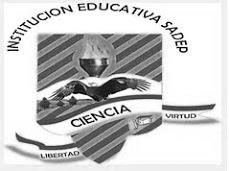 INSTITUCION EDUCATIVA SADEP
CIENCIA
VIRTUD
LIBERTAD